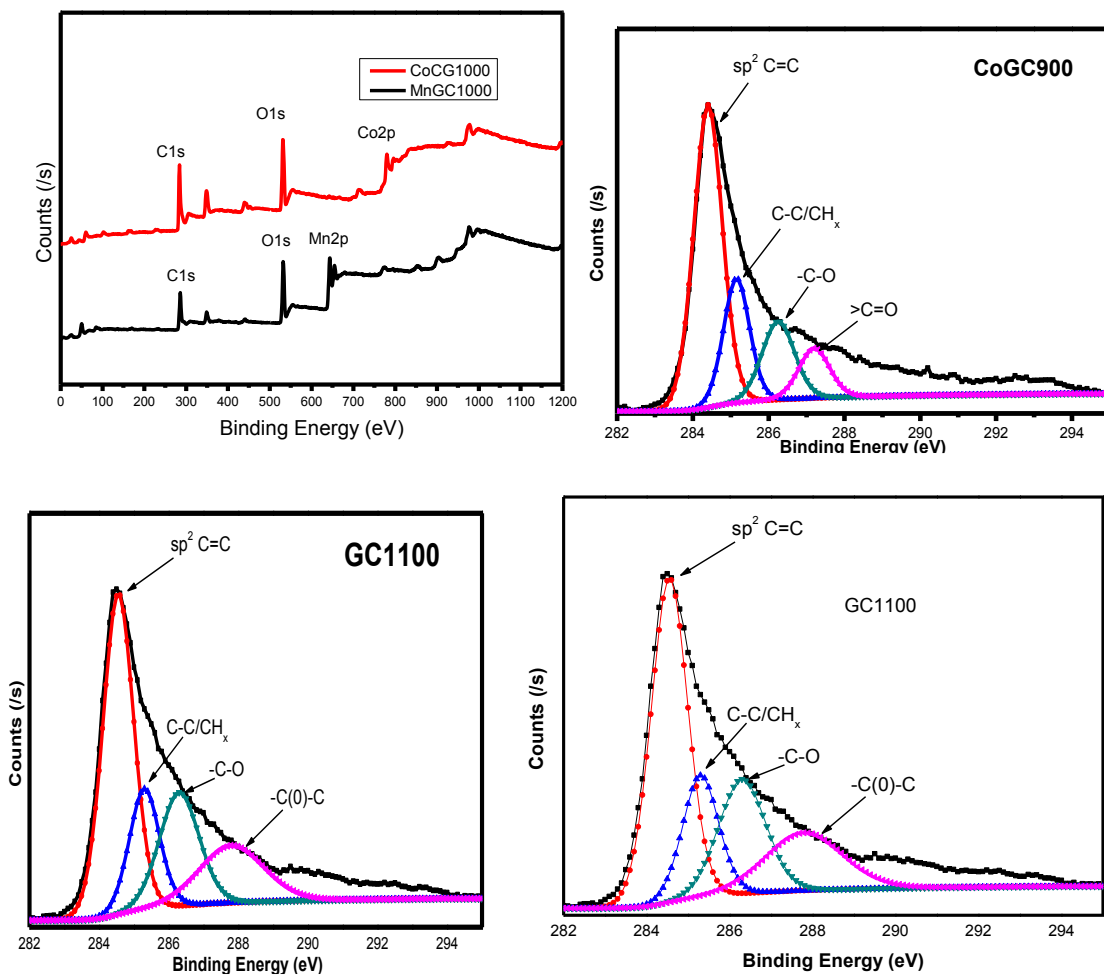 CoCG1000
MnGC1000
O1s
Co2p
C1s
O1s
Mn2p
C1s
Counts (/s)
0 100 200 300 400 500 600 700 800 900 1000 1100 1200
Binding Energy (eV)
CoGC900
sp² C=C
C-C/CHₓ
-C-O
>C=O
Counts (/s)
282 284 286 288 290 292 294
Binding Energy (eV)
GC1100
sp² C=C
C-C/CHₓ
-C-O
-C(0)-C
Counts (/s)
282 284 286 288 290 292 294
Binding Energy (eV)
sp² C=C
GC1100
C-C/CHₓ
-C-O
-C(0)-C
Counts (/s)
282 284 286 288 290 292 294
Binding Energy (eV)